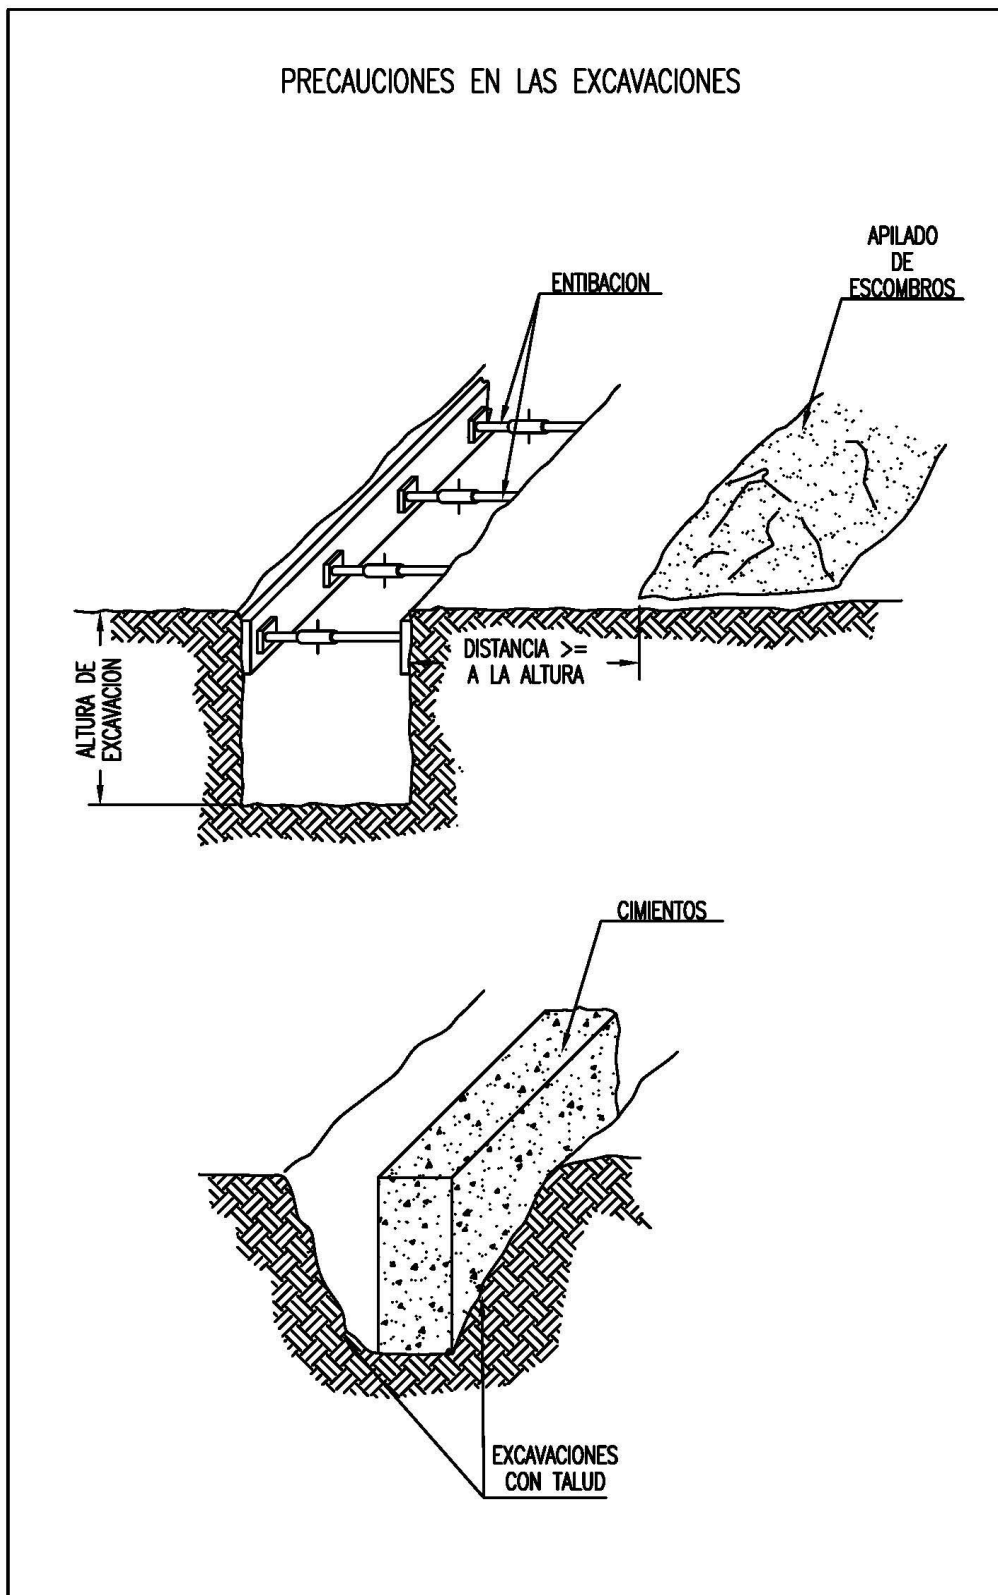 PRECAUCIONES EN LAS EXCAVACIONES
APILADO
DE
ESCOMBROS
ENTIBACION
DISTANCIA >=
A LA ALTURA
ALTURA DE
EXCAVACION
CIMIENTOS
EXCAVACIONES
CON TALUD